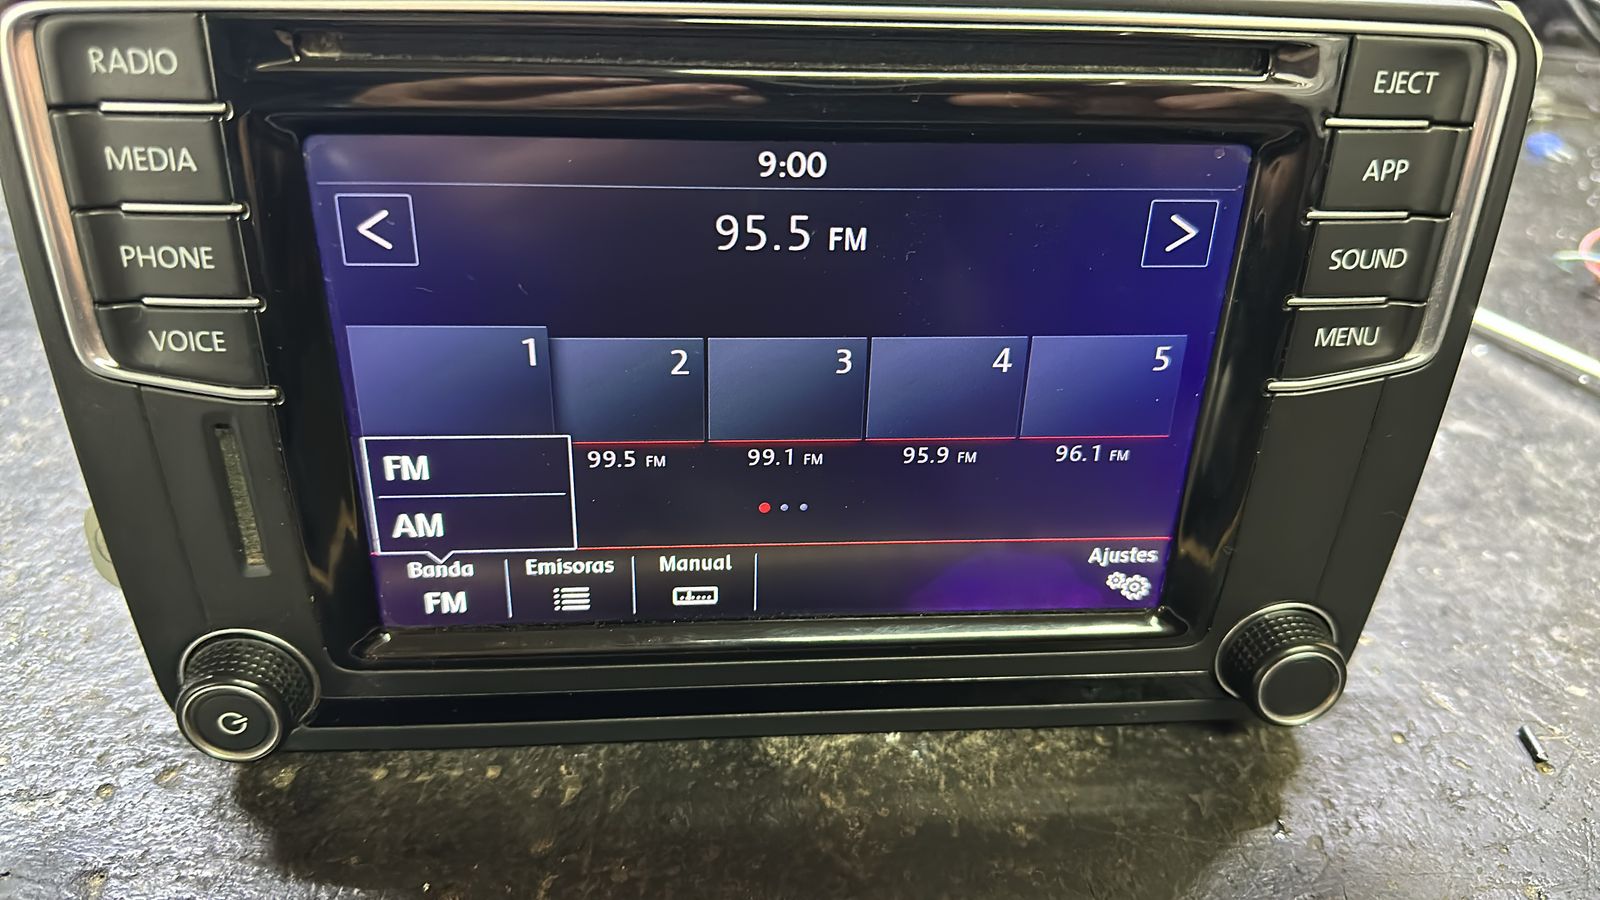 RADIO
MEDIA
PHONE
VOICE
EJECT
APP
SOUND
MENU
9:00
< 95.5 FM >
1 2 3 4 5
99.5 FM 99.1 FM 95.9 FM 96.1 FM
FM
AM
Banda Emisoras Manual Ajustes
FM